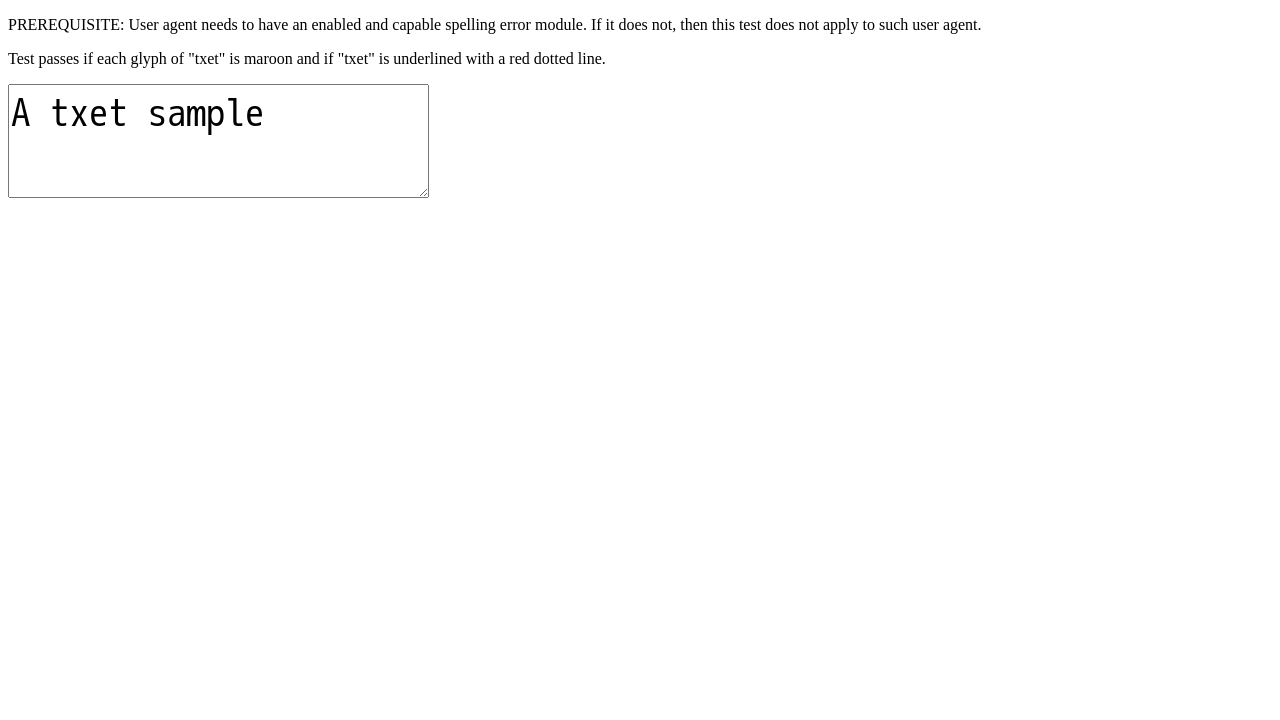 PREREQUISITE: User agent needs to have an enabled and capable spelling error module. If it does not, then this test does not apply to such user agent.
Test passes if each glyph of "txet" is maroon and if "txet" is underlined with a red dotted line.
A txet sample